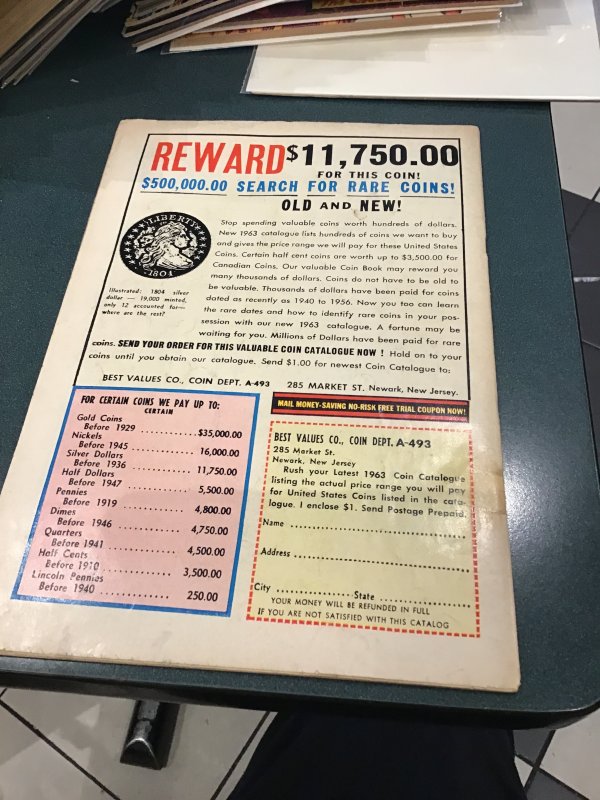 REWARD $11,750.00
FOR THIS COIN!
$500,000.00 SEARCH FOR RARE COINS!
OLD AND NEW!
LIBERTY
1804
Illustrated: 1804 silver
dollar — 19,000 minted,
only 12 accounted for—
where are the rest?
Stop spending valuable coins worth hundreds of dollars.
New 1963 catalogue lists hundreds of coins we want to buy
and gives the price range we will pay for these United States
Coins. Certain half cent coins are worth up to $3,500.00 for
Canadian Coins. Our valuable Coin Book may reward you
many thousands of dollars. Coins do not have to be old to
be valuable. Thousands of dollars have been paid for coins
dated as recently as 1940 to 1956. Now you too can learn
the rare dates and how to identify rare coins in your pos-
session with our new 1963 catalogue. A fortune may be
waiting for you. Millions of Dollars have been paid for rare
coins. SEND YOUR ORDER FOR THIS VALUABLE COIN CATALOGUE NOW ! Hold on to your
coins until you obtain our catalogue. Send $1.00 for newest Coin Catalogue to:
BEST VALUES CO., COIN DEPT. A-493 285 MARKET ST. Newark, New Jersey.
FOR CERTAIN COINS WE PAY UP TO:
CERTAIN
Gold Coins
Before 1929 ............ $35,000.00
Nickels
Before 1945 ............ 16,000.00
Silver Dollars
Before 1936 ............ 11,750.00
Half Dollars
Before 1947 ............ 5,500.00
Pennies
Before 1919 ............ 4,800.00
Dimes
Before 1946 ............ 4,750.00
Quarters
Before 1941 ............ 4,500.00
Half Cents
Before 1910 ............ 3,500.00
Lincoln Pennies
Before 1940 ............ 250.00
MAIL MONEY-SAVING NO-RISK FREE TRIAL COUPON NOW!
BEST VALUES CO., COIN DEPT. A-493
285 Market St.
Newark, New Jersey
Rush your Latest 1963 Coin Catalogue
listing the actual price range you will pay
for United States Coins listed in the cata-
logue. I enclose $1. Send Postage Prepaid.
Name ..............................
Address ..............................
City .................. State ..................
YOUR MONEY WILL BE REFUNDED IN FULL
IF YOU ARE NOT SATISFIED WITH THIS CATALOG